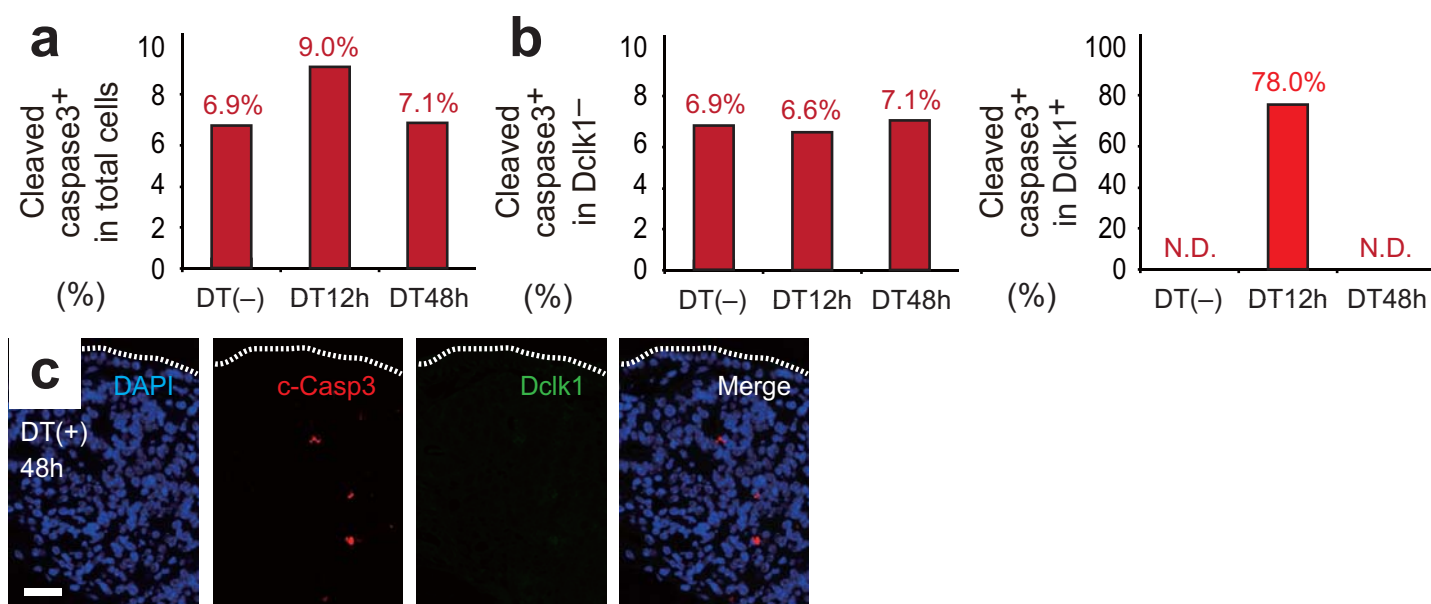 a
Cleaved
caspase3+
in total cells
(%)
10
8
6
4
2
0
6.9%
9.0%
7.1%
DT(–)
DT12h
DT48h
b
Cleaved
caspase3+
in Dclk1–
(%)
10
8
6
4
2
0
6.9%
6.6%
7.1%
DT(–)
DT12h
DT48h
Cleaved
caspase3+
in Dclk1+
(%)
100
80
60
40
20
0
N.D.
78.0%
N.D.
DT(–)
DT12h
DT48h
c
DAPI
DT(+)
48h
c-Casp3
Dclk1
Merge